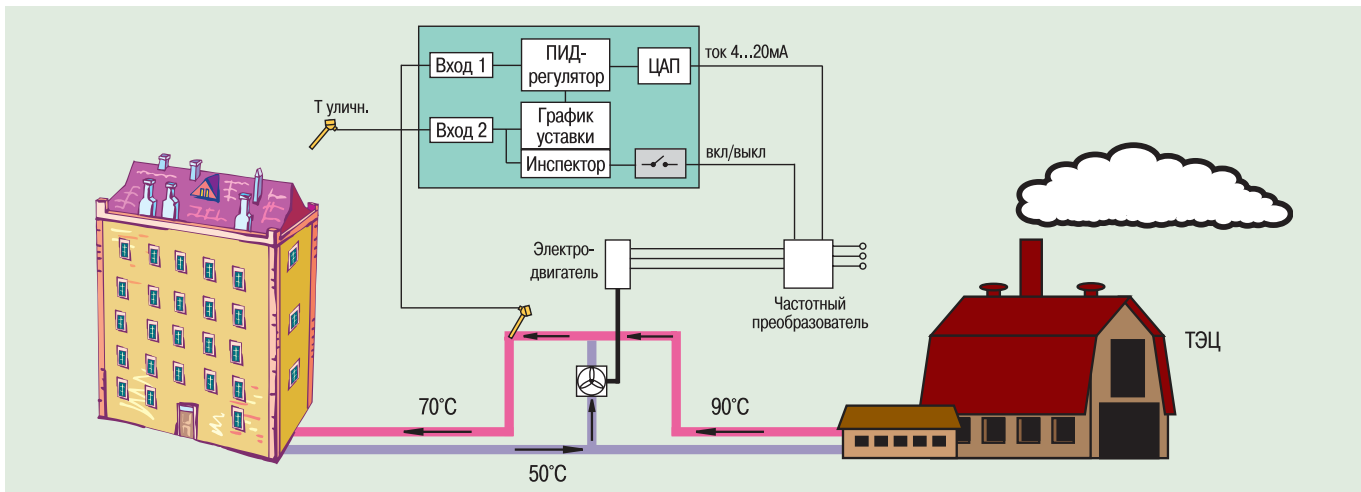 ПИД-
регулятор
Вход 1
ЦАП
ток 4...20мА
Т уличн.
Вход 2
График
уставки
Инспектор
вкл/выкл
Электро-
двигатель
Частотный
преобразователь
ТЭЦ
70°C
90°C
50°C